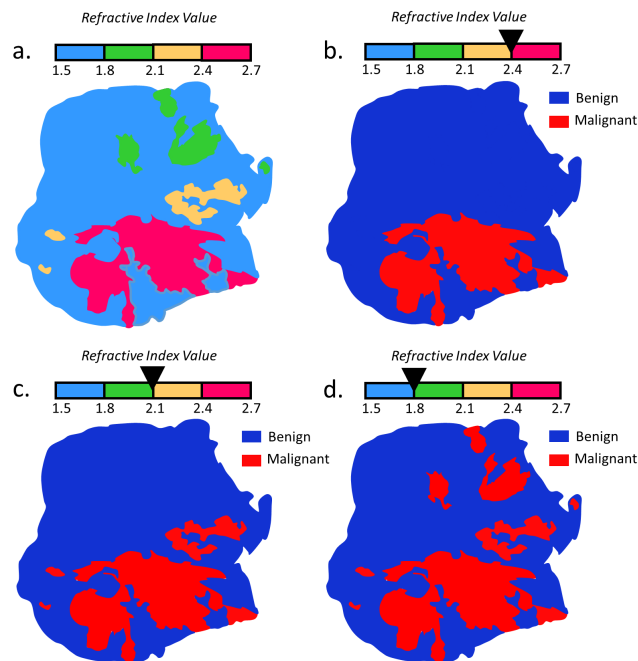 Refractive Index Value
a.
1.5 1.8 2.1 2.4 2.7
Refractive Index Value
b.
1.5 1.8 2.1 2.4 2.7
Benign
Malignant
Refractive Index Value
c.
1.5 1.8 2.1 2.4 2.7
Benign
Malignant
Refractive Index Value
d.
1.5 1.8 2.1 2.4 2.7
Benign
Malignant